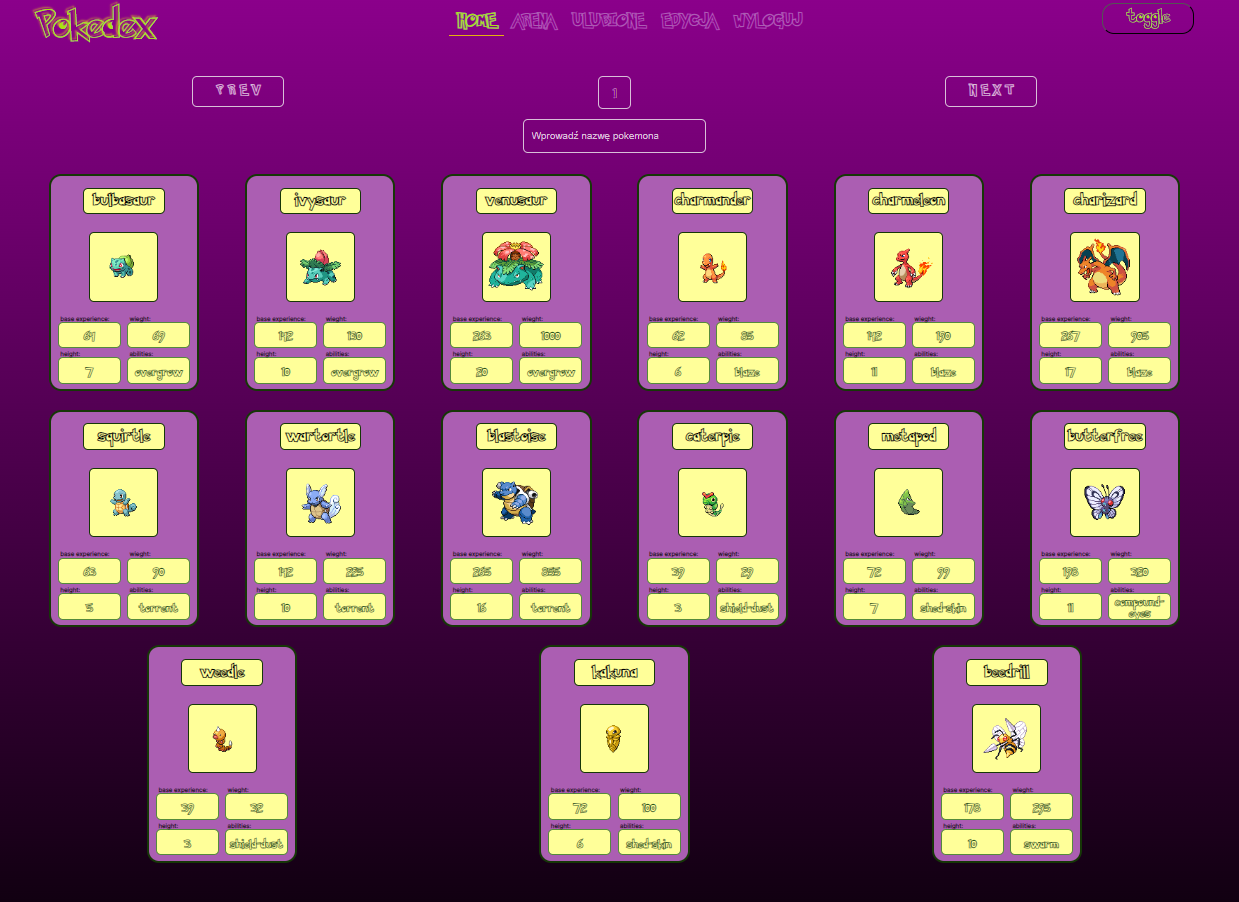 Pokedex HOME ARENA ULUBIONE EDYCJA WYLOGUJ toggle
PREV 1 NEXT
Wprowadź nazwę pokemona
bulbasaur ivysaur venusaur charmander charmeleon charizard
base experience: wieght: base experience: wieght: base experience: wieght: base experience: wieght: base experience: wieght: base experience: wieght:
64 69 142 130 263 1000 62 85 142 190 267 905
height: abilities: height: abilities: height: abilities: height: abilities: height: abilities: height: abilities:
7 overgrow 10 overgrow 20 overgrow 6 blaze 11 blaze 17 blaze
squirtle wartortle blastoise caterpie metapod butterfree
base experience: wieght: base experience: wieght: base experience: wieght: base experience: wieght: base experience: wieght: base experience: wieght:
63 90 142 225 265 855 39 29 72 99 198 320
height: abilities: height: abilities: height: abilities: height: abilities: height: abilities: height: abilities:
5 torrent 10 torrent 16 torrent 3 shield-dust 7 shed-skin 11 compound-
eyes
weedle kakuna beedrill
base experience: wieght: base experience: wieght: base experience: wieght:
39 32 72 100 178 295
height: abilities: height: abilities: height: abilities:
3 shield-dust 6 shed-skin 10 swarm